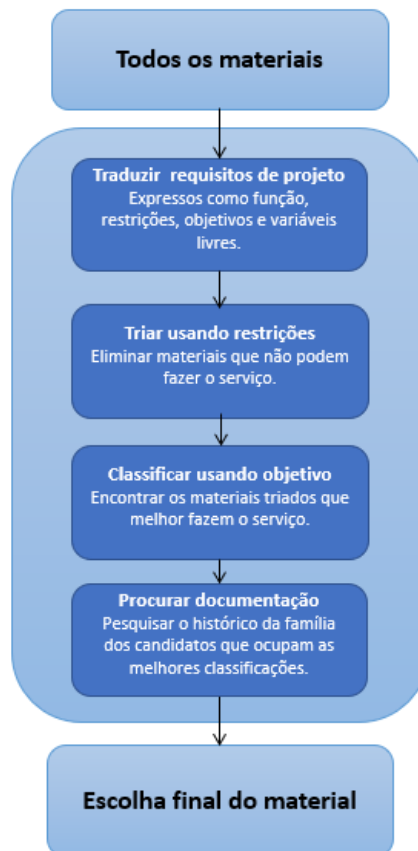 Todos os materiais
Traduzir requisitos de projeto
Expressos como função,
restrições, objetivos e variáveis
livres.
Triar usando restrições
Eliminar materiais que não podem
fazer o serviço.
Classificar usando objetivo
Encontrar os materiais triados que
melhor fazem o serviço.
Procurar documentação
Pesquisar o histórico da família
dos candidatos que ocupam as
melhores classificações.
Escolha final do material